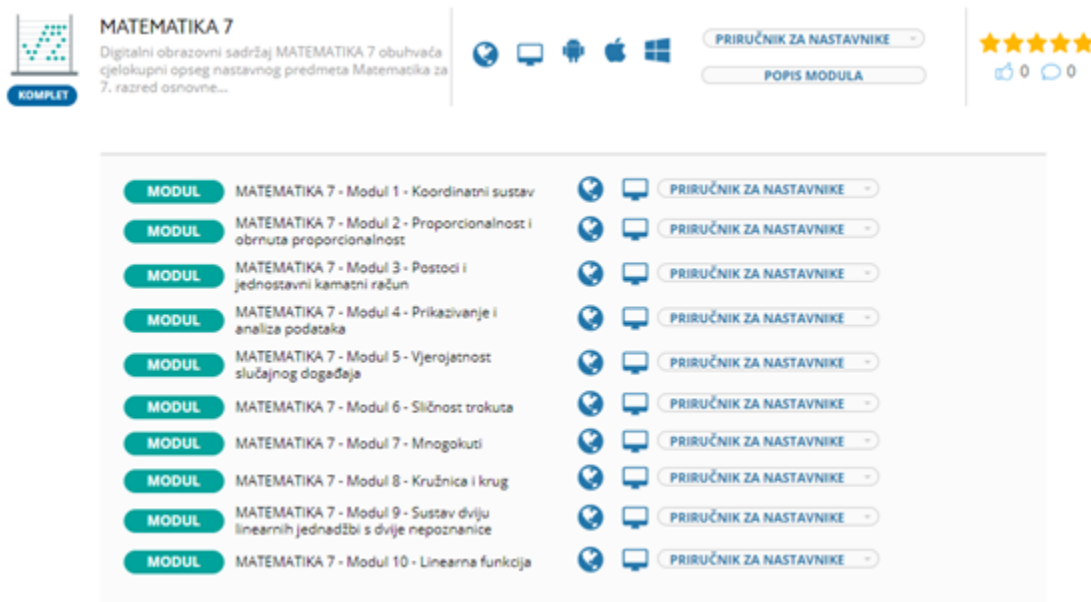 MATEMATIKA 7
Digitalni obrazovni sadržaj MATEMATIKA 7 obuhvaća
cjelokupni opseg nastavnog predmeta Matematika za
7. razred osnovne...
KOMPLET
PRIRUČNIK ZA NASTAVNIKE
POPIS MODULA
0 0
MODUL MATEMATIKA 7 - Modul 1 - Koordinatni sustav PRIRUČNIK ZA NASTAVNIKE
MODUL MATEMATIKA 7 - Modul 2 - Proporcionalnost i
obrnuta proporcionalnost PRIRUČNIK ZA NASTAVNIKE
MODUL MATEMATIKA 7 - Modul 3 - Postoci i
jednostavni kamatni račun PRIRUČNIK ZA NASTAVNIKE
MODUL MATEMATIKA 7 - Modul 4 - Prikazivanje i
analiza podataka PRIRUČNIK ZA NASTAVNIKE
MODUL MATEMATIKA 7 - Modul 5 - Vjerojatnost
slučajnog događaja PRIRUČNIK ZA NASTAVNIKE
MODUL MATEMATIKA 7 - Modul 6 - Sličnost trokuta PRIRUČNIK ZA NASTAVNIKE
MODUL MATEMATIKA 7 - Modul 7 - Mnogokuti PRIRUČNIK ZA NASTAVNIKE
MODUL MATEMATIKA 7 - Modul 8 - Kružnica i krug PRIRUČNIK ZA NASTAVNIKE
MODUL MATEMATIKA 7 - Modul 9 - Sustav dviju
linearnih jednadžbi s dvije nepoznanice PRIRUČNIK ZA NASTAVNIKE
MODUL MATEMATIKA 7 - Modul 10 - Linearna funkcija PRIRUČNIK ZA NASTAVNIKE